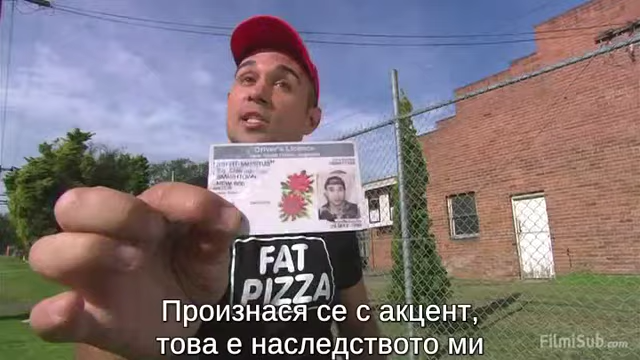 Driver's Licence
FAT
PIZZA
Произнася се с акцент,
това е наследството ми
FilmiSub.com